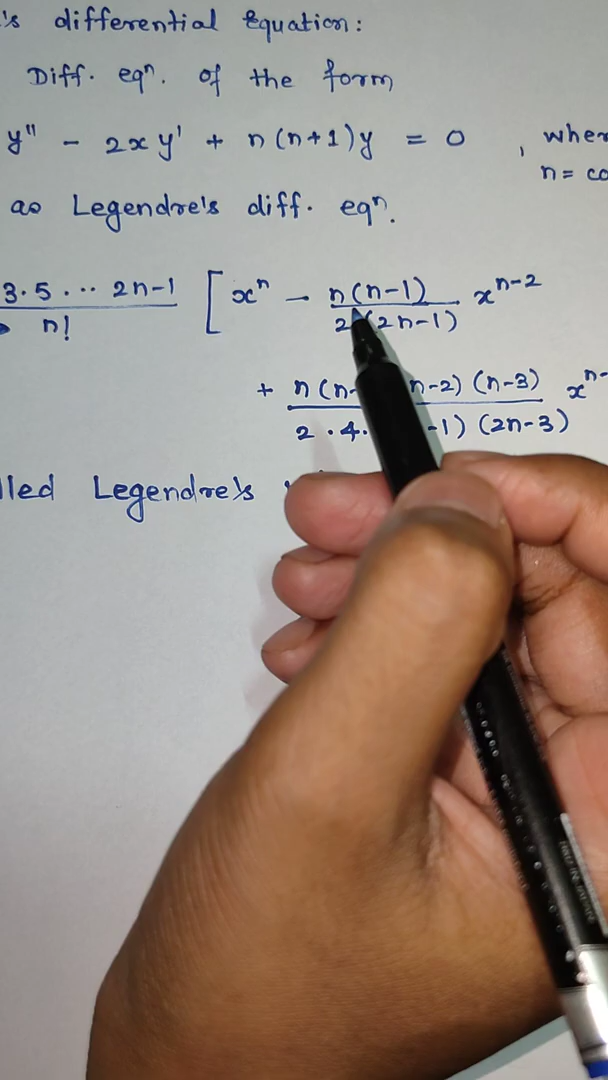 's differential Equation:
Diff. eqⁿ. of the form
y'' - 2xy' + n(n+1)y = 0 , wher
n = co
as Legendre's diff. eqⁿ.
3·5··· 2n-1 / n! [ xⁿ - n(n-1) / 2 (2n-1) xⁿ⁻²
+ n(n- n-2)(n-3) / 2·4· -1)(2n-3) xⁿ⁻
lled Legendre's